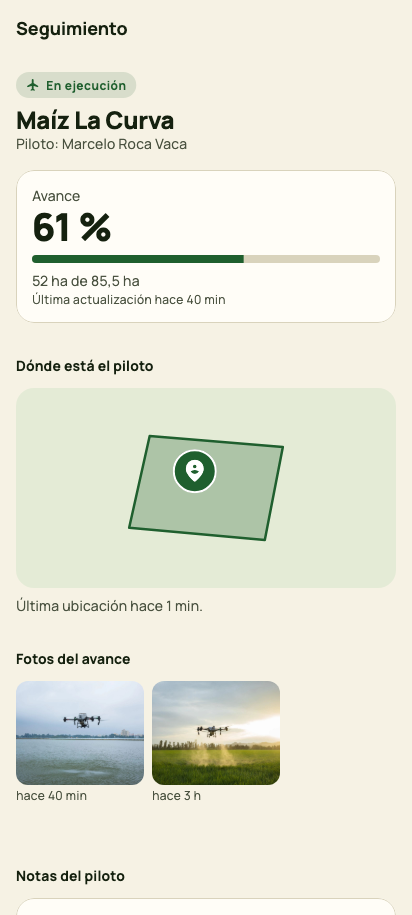 Seguimiento
En ejecución
Maíz La Curva
Piloto: Marcelo Roca Vaca
Avance
61 %
52 ha de 85,5 ha
Última actualización hace 40 min
Dónde está el piloto
Última ubicación hace 1 min.
Fotos del avance
hace 40 min
hace 3 h
Notas del piloto